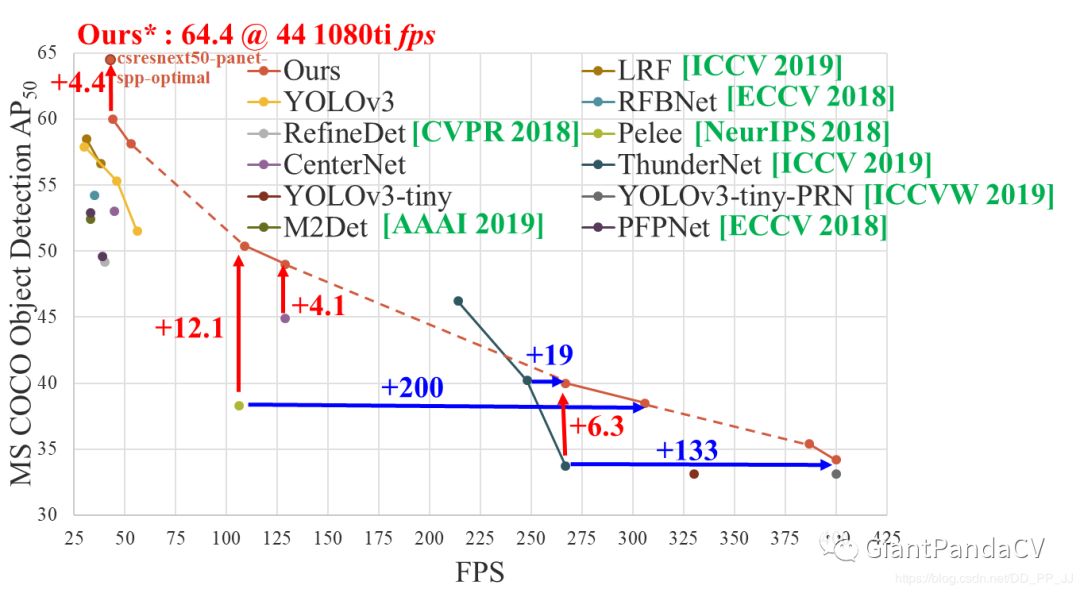 Ours* : 64.4 @ 44 1080ti fps
65
csresnext50-panet-
spp-optimal
+4.4
Ours
LRF [ICCV 2019]
YOLOv3
RFBNet [ECCV 2018]
RefineDet [CVPR 2018]
Pelee [NeurIPS 2018]
CenterNet
ThunderNet [ICCV 2019]
YOLOv3-tiny
YOLOv3-tiny-PRN [ICCVW 2019]
M2Det [AAAI 2019]
PFPNet [ECCV 2018]
MS COCO Object Detection AP50
60
55
50
45
40
35
30
+12.1
+4.1
+19
+200
+6.3
+133
25 50 75 100 125 150 175 200 225 250 275 300 325 350 375 400 425
FPS
GiantPandaCV
https://blog.csdn.net/DD_PP_JJ